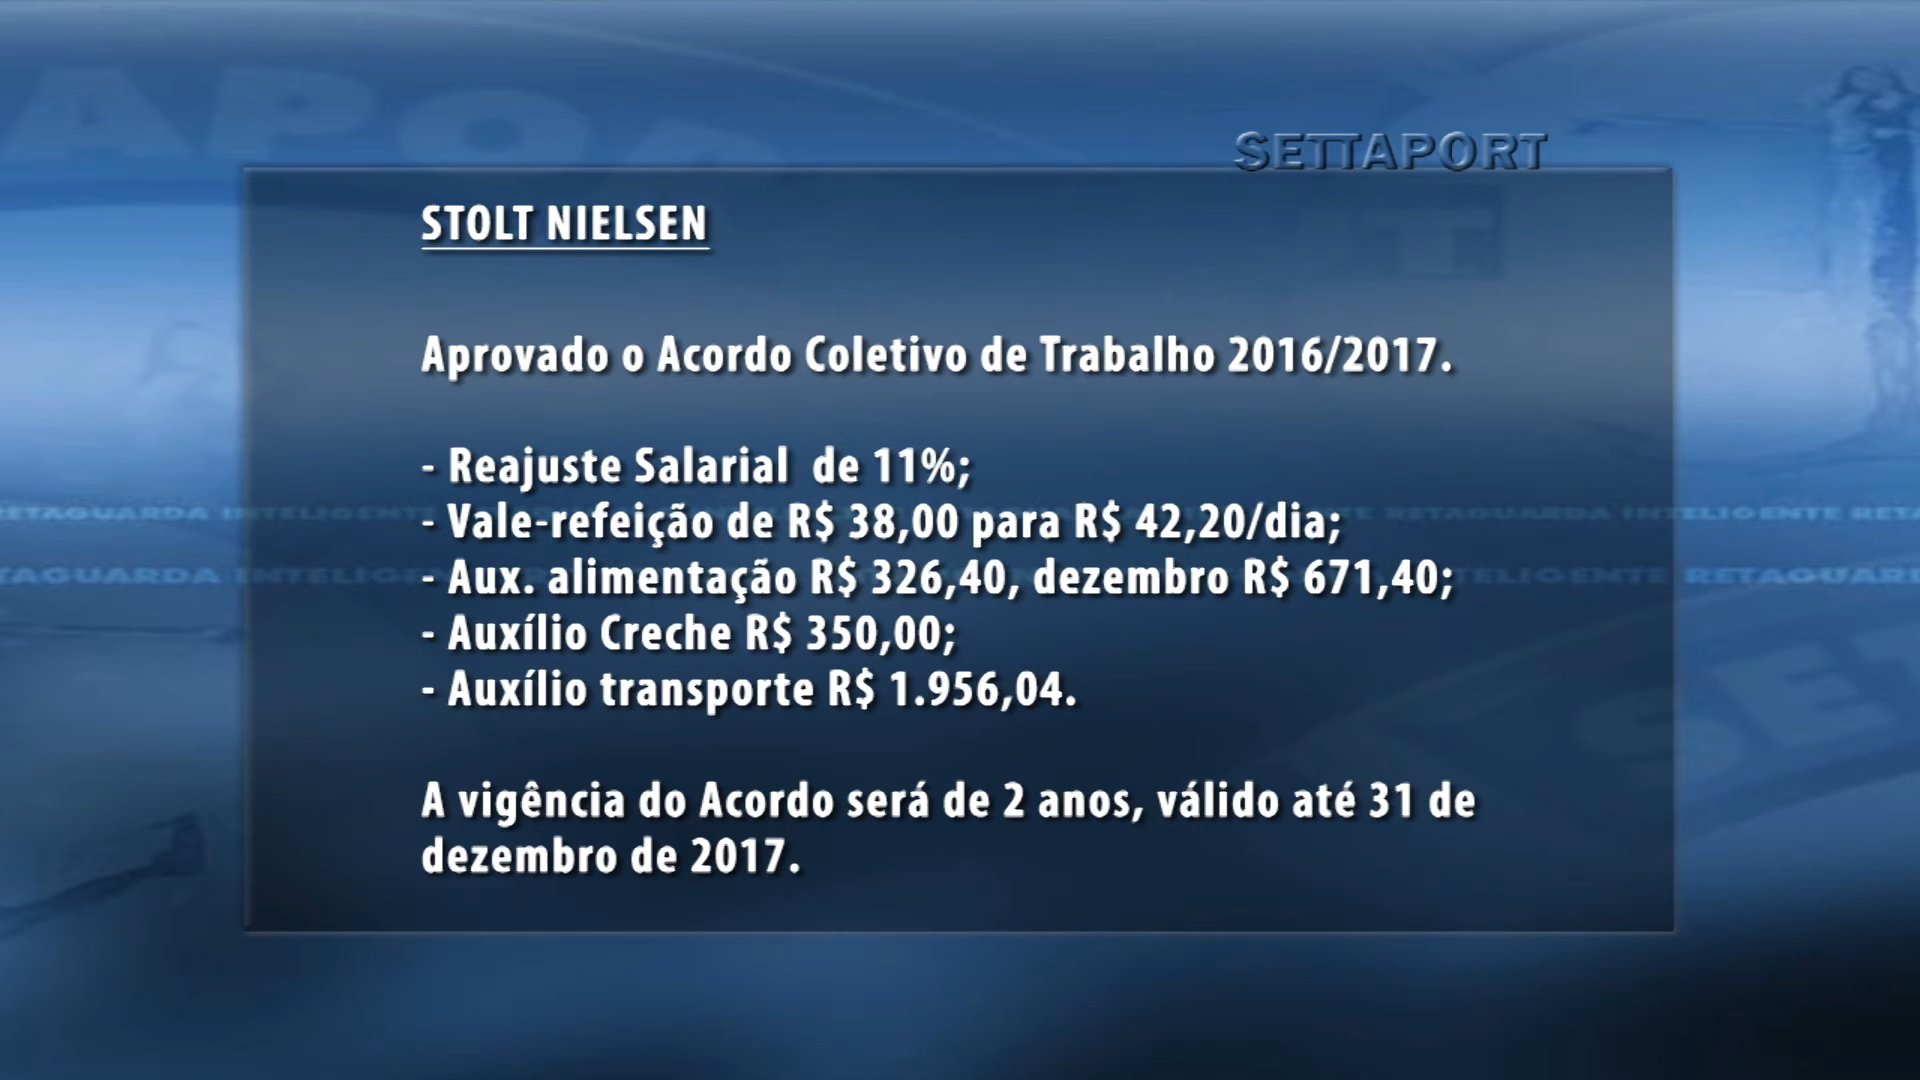 APOR
SETTAPORT
STOLT NIELSEN
Aprovado o Acordo Coletivo de Trabalho 2016/2017.
- Reajuste Salarial de 11%;
- Vale-refeição de R$ 38,00 para R$ 42,20/dia;
- Aux. alimentação R$ 326,40, dezembro R$ 671,40;
- Auxílio Creche R$ 350,00;
- Auxílio transporte R$ 1.956,04.
A vigência do Acordo será de 2 anos, válido até 31 de
dezembro de 2017.